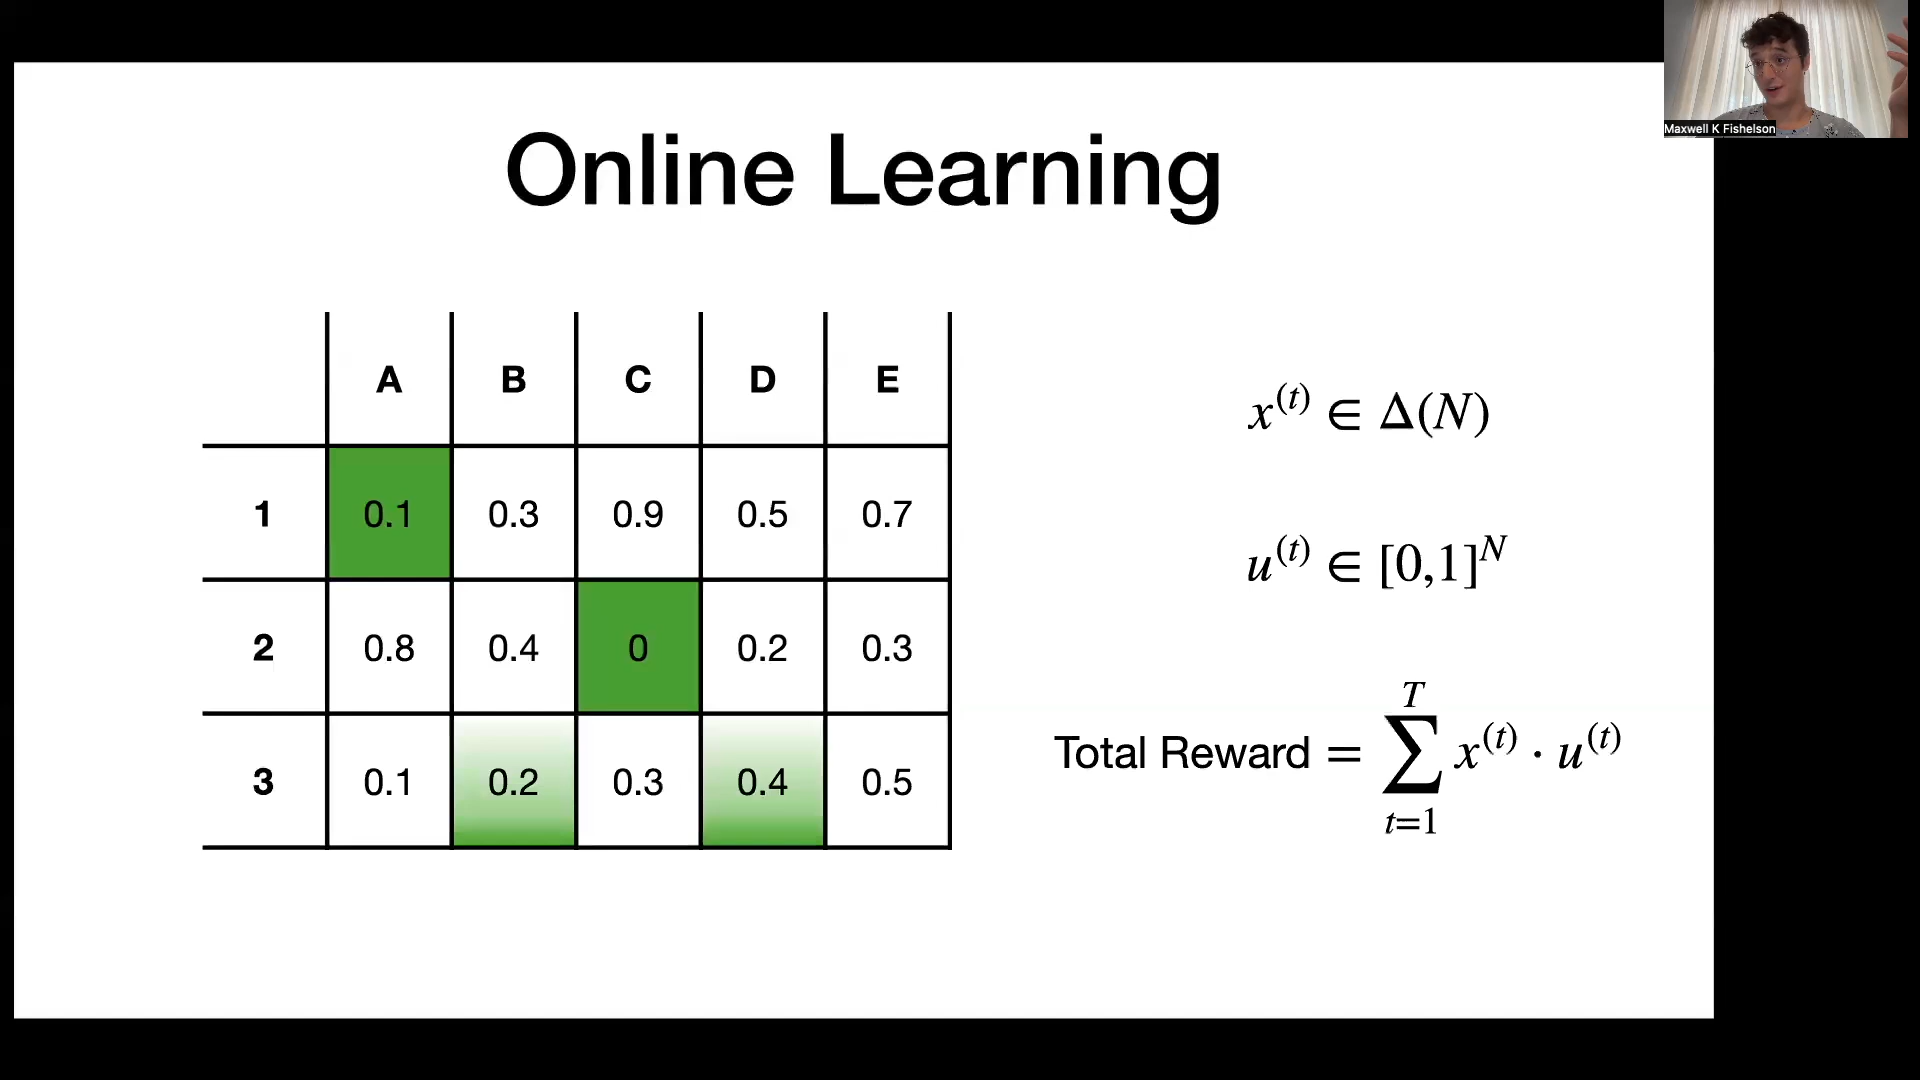 Maxwell K Fishelson
Online Learning
A B C D E
1 0.1 0.3 0.9 0.5 0.7
2 0.8 0.4 0 0.2 0.3
3 0.1 0.2 0.3 0.4 0.5
x^{(t)} ∈ Δ(N)
u^{(t)} ∈ [0,1]^N
Total Reward = \sum_{t=1}^{T} x^{(t)} · u^{(t)}